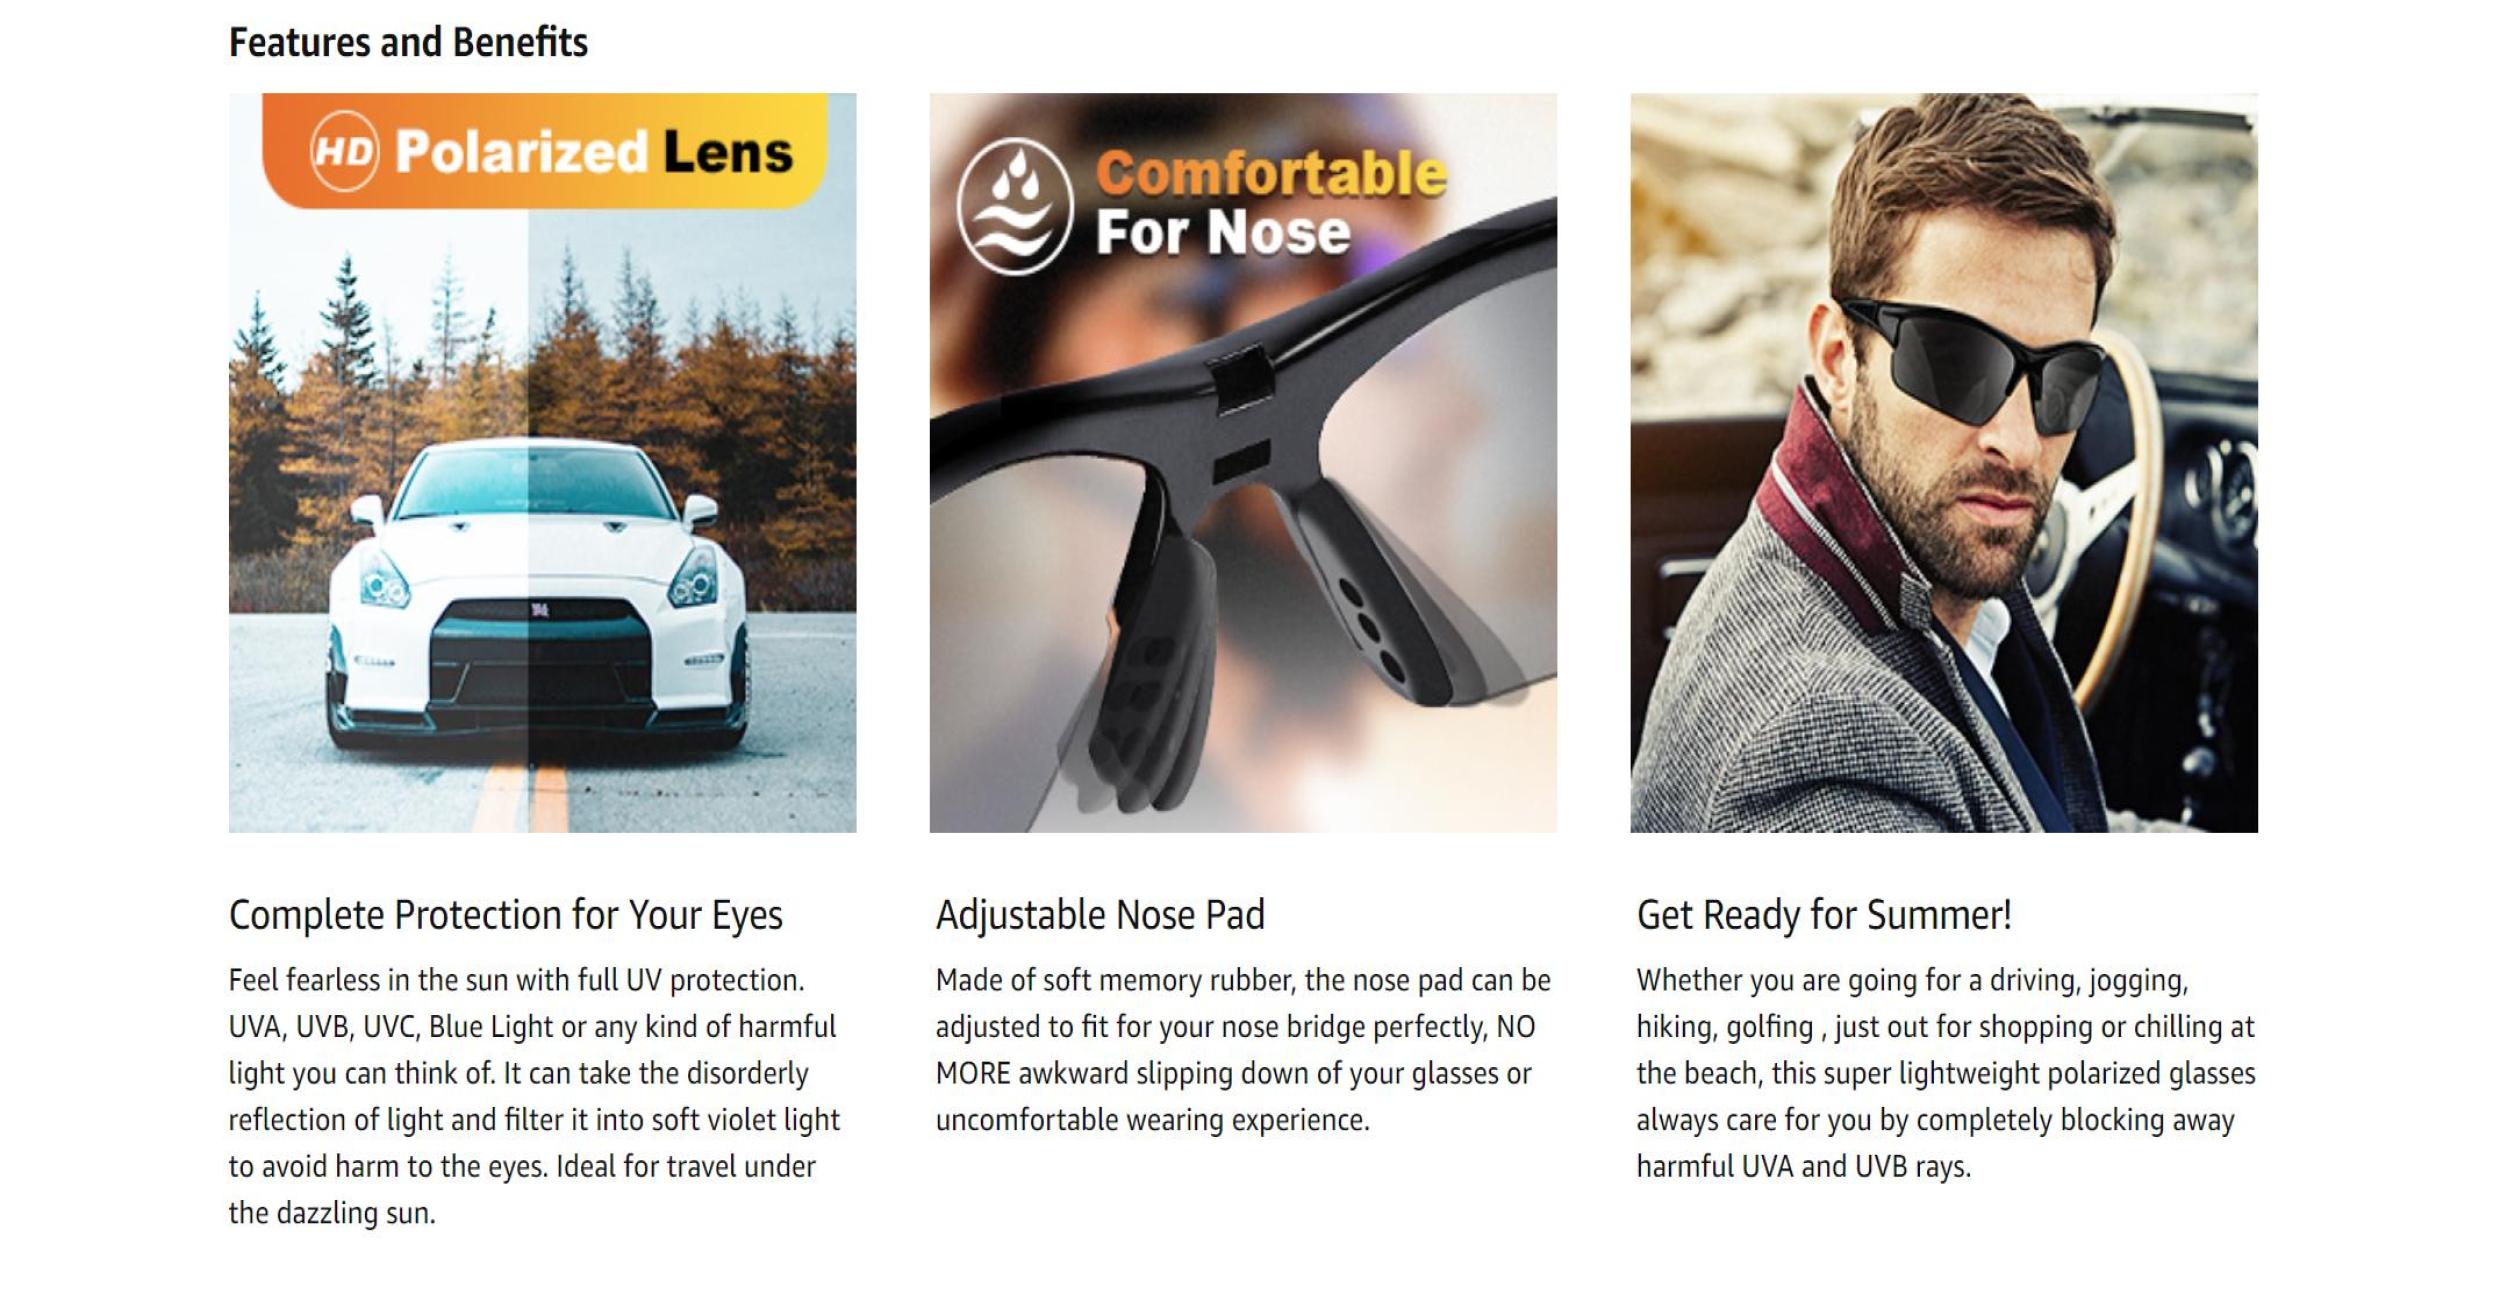 Features and Benefits
HD Polarized Lens
Comfortable
For Nose
Complete Protection for Your Eyes
Feel fearless in the sun with full UV protection.
UVA, UVB, UVC, Blue Light or any kind of harmful
light you can think of. It can take the disorderly
reflection of light and filter it into soft violet light
to avoid harm to the eyes. Ideal for travel under
the dazzling sun.
Adjustable Nose Pad
Made of soft memory rubber, the nose pad can be
adjusted to fit for your nose bridge perfectly, NO
MORE awkward slipping down of your glasses or
uncomfortable wearing experience.
Get Ready for Summer!
Whether you are going for a driving, jogging,
hiking, golfing , just out for shopping or chilling at
the beach, this super lightweight polarized glasses
always care for you by completely blocking away
harmful UVA and UVB rays.